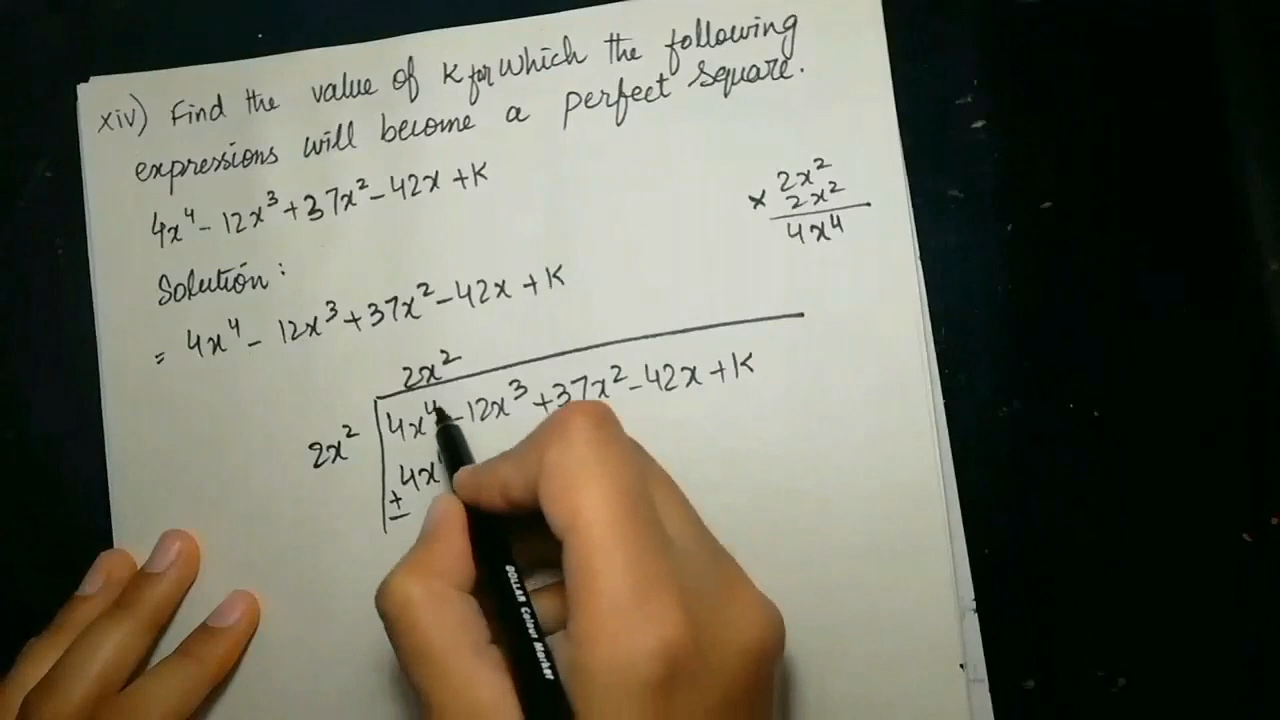 xiv) Find the value of K for which the following
expressions will become a perfect square.
4x⁴ - 12x³ + 37x² - 42x + K
2x²
× 2x²
4x⁴
Solution :
= 4x⁴ - 12x³ + 37x² - 42x + K
2x²
2x² 4x⁴ - 12x³ + 37x² - 42x + K
± 4x
DOLLAR Colour Marker